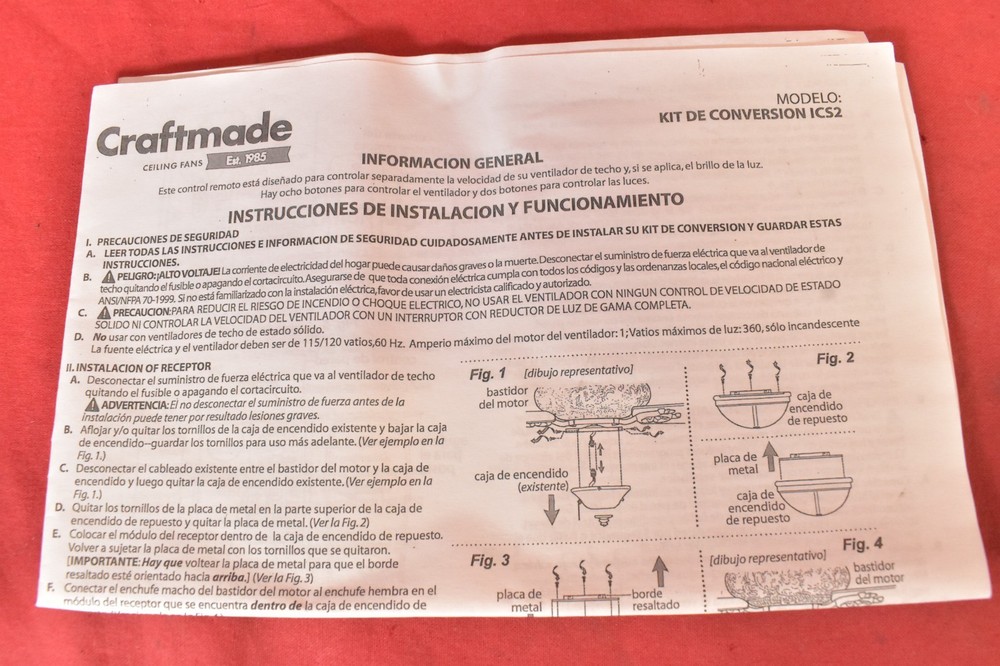 Craftmade
CEILING FANS Est. 1985
MODELO:
KIT DE CONVERSION ICS2
INFORMACION GENERAL
Este control remoto está diseñado para controlar separadamente la velocidad de su ventilador de techo y, si se aplica, el brillo de la luz.
Hay ocho botones para controlar el ventilador y dos botones para controlar las luces.
INSTRUCCIONES DE INSTALACION Y FUNCIONAMIENTO
I. PRECAUCIONES DE SEGURIDAD
A. LEER TODAS LAS INSTRUCCIONES E INFORMACION DE SEGURIDAD CUIDADOSAMENTE ANTES DE INSTALAR SU KIT DE CONVERSION Y GUARDAR ESTAS
INSTRUCCIONES.
B. PELIGRO: ¡ALTO VOLTAJE! La corriente de electricidad del hogar puede causar daños graves o la muerte. Desconectar el suministro de fuerza eléctrica que va al ventilador de
techo quitando el fusible o apagando el cortacircuito. Asegurarse de que toda conexión eléctrica cumpla con todos los códigos y las ordenanzas locales, el código nacional eléctrico y
ANSI/NFPA 70-1999. Si no está familiarizado con la instalación eléctrica, favor de usar un electricista calificado y autorizado.
C. PRECAUCION: PARA REDUCIR EL RIESGO DE INCENDIO O CHOQUE ELECTRICO, NO USAR EL VENTILADOR CON NINGUN CONTROL DE VELOCIDAD DE ESTADO
SOLIDO NI CONTROLAR LA VELOCIDAD DEL VENTILADOR CON UN INTERRUPTOR CON REDUCTOR DE LUZ DE GAMA COMPLETA.
D. No usar con ventiladores de techo de estado sólido.
La fuente eléctrica y el ventilador deben ser de 115/120 vatios, 60 Hz. Amperio máximo del motor del ventilador: 1; Vatios máximos de luz: 360, sólo incandescente
II. INSTALACION OF RECEPTOR
A. Desconectar el suministro de fuerza eléctrica que va al ventilador de techo
quitando el fusible o apagando el cortacircuito.
ADVERTENCIA: El no desconectar el suministro de fuerza antes de la
instalación puede tener por resultado lesiones graves.
B. Aflojar y/o quitar los tornillos de la caja de encendido existente y bajar la caja
de encendido--guardar los tornillos para uso más adelante. (Ver ejemplo en la
Fig. 1.)
C. Desconectar el cableado existente entre el bastidor del motor y la caja de
encendido y luego quitar la caja de encendido existente. (Ver ejemplo en la
Fig. 1.)
D. Quitar los tornillos de la placa de metal en la parte superior de la caja de
encendido de repuesto y quitar la placa de metal. (Ver la Fig. 2)
E. Colocar el módulo del receptor dentro de la caja de encendido de repuesto.
Volver a sujetar la placa de metal con los tornillos que se quitaron.
[IMPORTANTE: Hay que voltear la placa de metal para que el borde
resaltado esté orientado hacia arriba.] (Ver la Fig. 3)
F. Conectar el enchufe macho del bastidor del motor al enchufe hembra en el
módulo del receptor que se encuentra dentro de la caja de encendido de
Fig. 1 [dibujo representativo]
bastidor
del motor
caja de encendido
(existente)
Fig. 2
caja de
encendido
de repuesto
placa de
metal
caja de
encendido
de repuesto
Fig. 3
placa de
metal
borde
resaltado
Fig. 4
[dibujo representativo]
bastidor
del motor